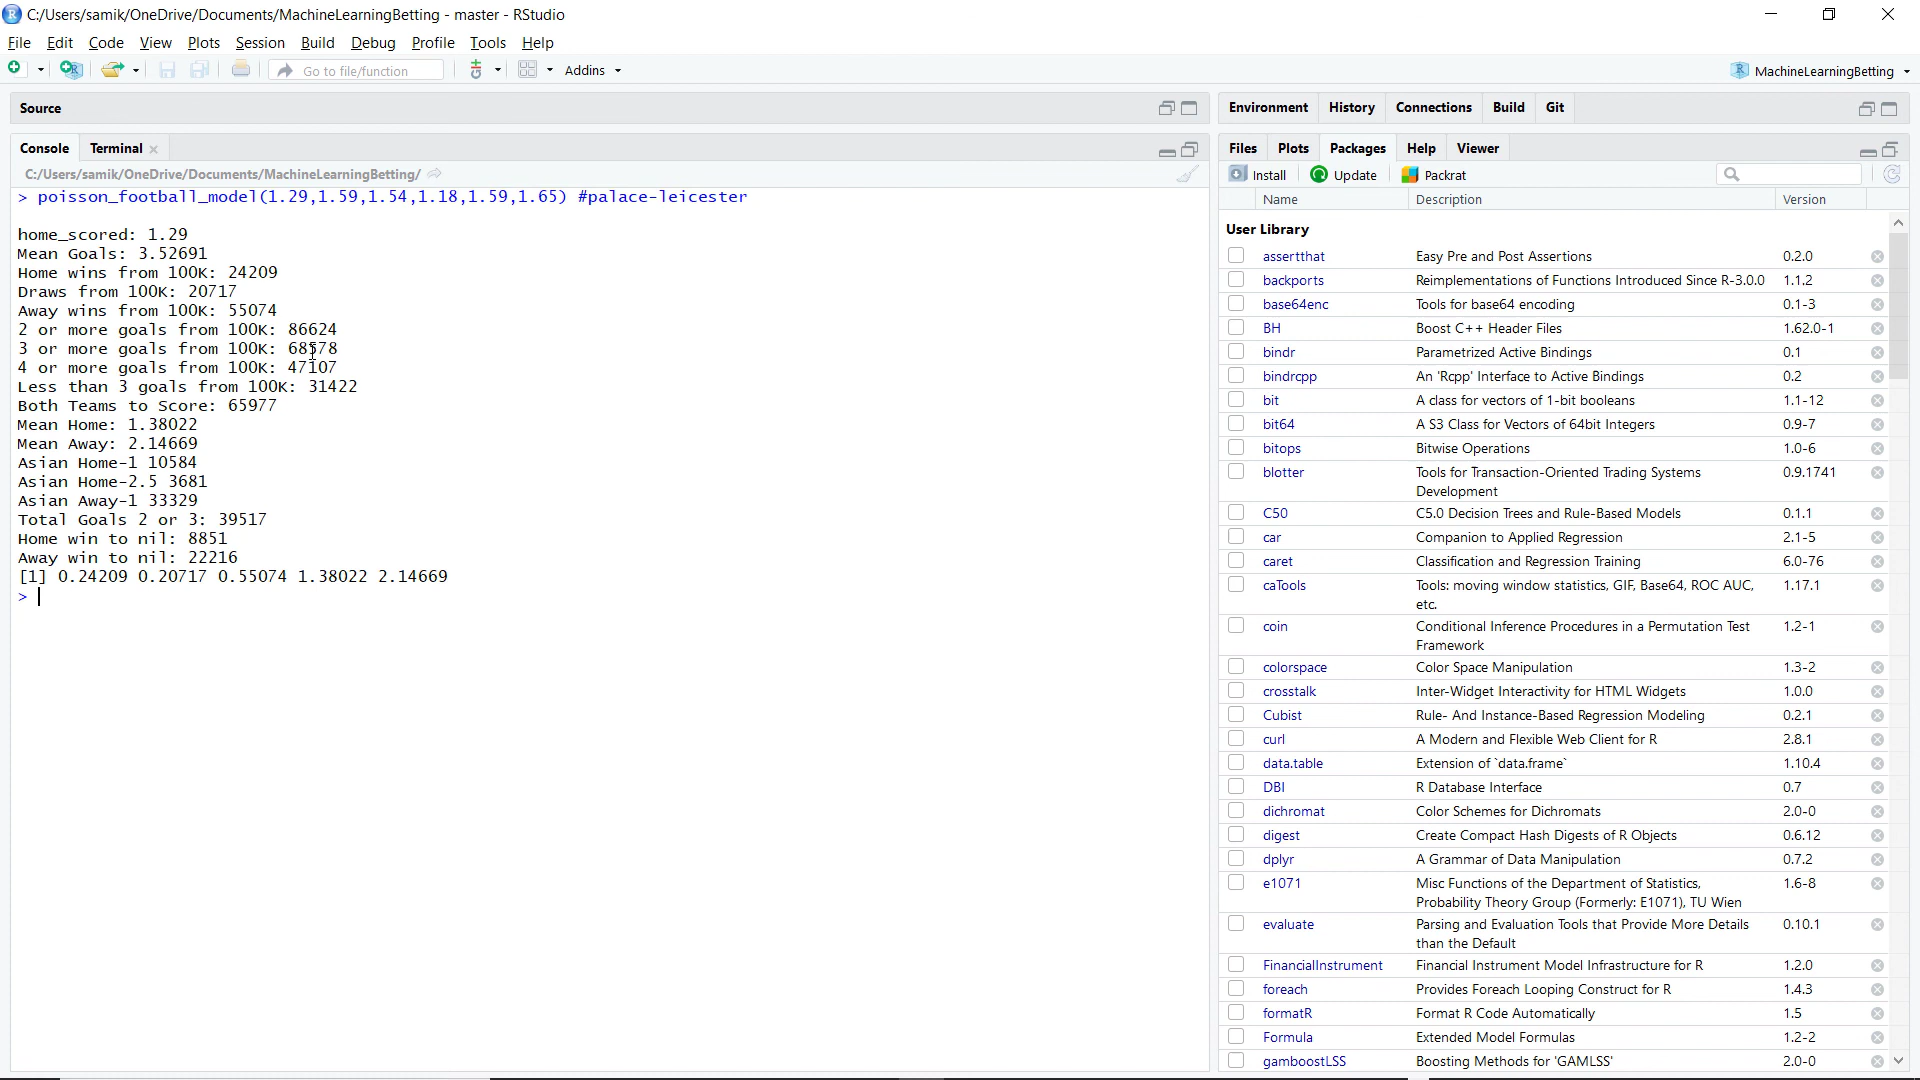 C:/Users/samik/OneDrive/Documents/MachineLearningBetting - master - RStudio
File Edit Code View Plots Session Build Debug Profile Tools Help
Go to file/function Addins MachineLearningBetting
Source
Console Terminal
C:/Users/samik/OneDrive/Documents/MachineLearningBetting/
> poisson_football_model(1.29,1.59,1.54,1.18,1.59,1.65) #palace-leicester
home_scored: 1.29
Mean Goals: 3.52691
Home wins from 100K: 24209
Draws from 100K: 20717
Away wins from 100K: 55074
2 or more goals from 100K: 86624
3 or more goals from 100K: 68578
4 or more goals from 100K: 47107
Less than 3 goals from 100K: 31422
Both Teams to Score: 65977
Mean Home: 1.38022
Mean Away: 2.14669
Asian Home-1 10584
Asian Home-2.5 3681
Asian Away-1 33329
Total Goals 2 or 3: 39517
Home win to nil: 8851
Away win to nil: 22216
[1] 0.24209 0.20717 0.55074 1.38022 2.14669
>
Environment History Connections Build Git
Files Plots Packages Help Viewer
Install Update Packrat
Name Description Version
User Library
assertthat Easy Pre and Post Assertions 0.2.0
backports Reimplementations of Functions Introduced Since R-3.0.0 1.1.2
base64enc Tools for base64 encoding 0.1-3
BH Boost C++ Header Files 1.62.0-1
bindr Parametrized Active Bindings 0.1
bindrcpp An 'Rcpp' Interface to Active Bindings 0.2
bit A class for vectors of 1-bit booleans 1.1-12
bit64 A S3 Class for Vectors of 64bit Integers 0.9-7
bitops Bitwise Operations 1.0-6
blotter Tools for Transaction-Oriented Trading Systems 0.9.1741
Development
C50 C5.0 Decision Trees and Rule-Based Models 0.1.1
car Companion to Applied Regression 2.1-5
caret Classification and Regression Training 6.0-76
caTools Tools: moving window statistics, GIF, Base64, ROC AUC, 1.17.1
etc.
coin Conditional Inference Procedures in a Permutation Test 1.2-1
Framework
colorspace Color Space Manipulation 1.3-2
crosstalk Inter-Widget Interactivity for HTML Widgets 1.0.0
Cubist Rule- And Instance-Based Regression Modeling 0.2.1
curl A Modern and Flexible Web Client for R 2.8.1
data.table Extension of `data.frame` 1.10.4
DBI R Database Interface 0.7
dichromat Color Schemes for Dichromats 2.0-0
digest Create Compact Hash Digests of R Objects 0.6.12
dplyr A Grammar of Data Manipulation 0.7.2
e1071 Misc Functions of the Department of Statistics, 1.6-8
Probability Theory Group (Formerly: E1071), TU Wien
evaluate Parsing and Evaluation Tools that Provide More Details 0.10.1
than the Default
FinancialInstrument Financial Instrument Model Infrastructure for R 1.2.0
foreach Provides Foreach Looping Construct for R 1.4.3
formatR Format R Code Automatically 1.5
Formula Extended Model Formulas 1.2-2
gamboostLSS Boosting Methods for 'GAMLSS' 2.0-0